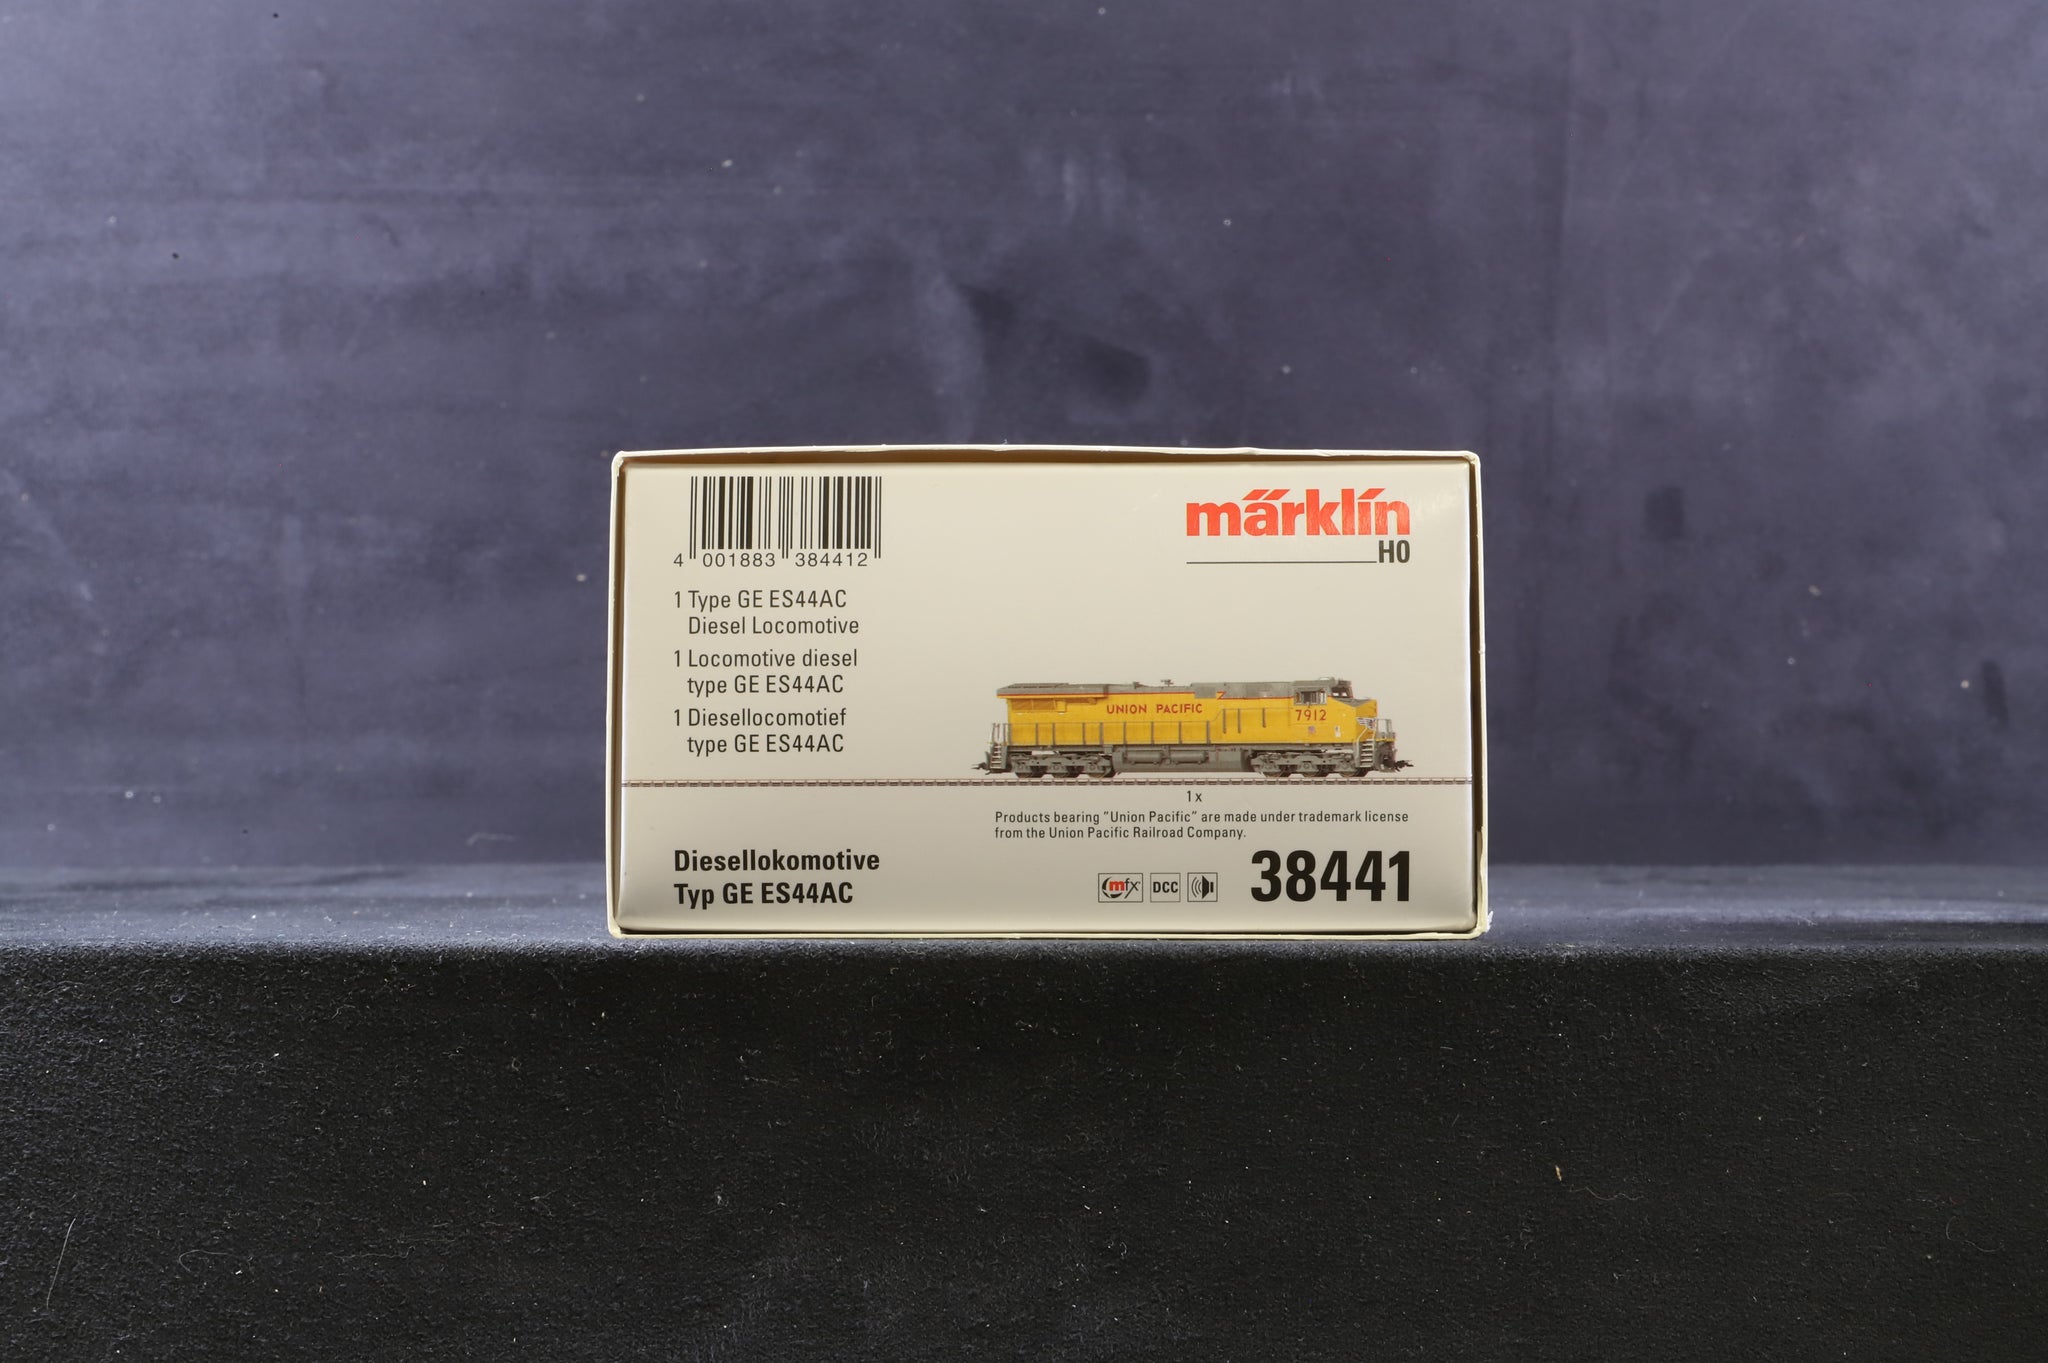 4 001883 384412
märklin
H0
1 Type GE ES44AC
Diesel Locomotive
1 Locomotive diesel
type GE ES44AC
1 Diesellocomotief
type GE ES44AC
UNION PACIFIC
7912
1 x
Products bearing "Union Pacific" are made under trademark license
from the Union Pacific Railroad Company.
Diesellokomotive
Typ GE ES44AC
mfx DCC
38441